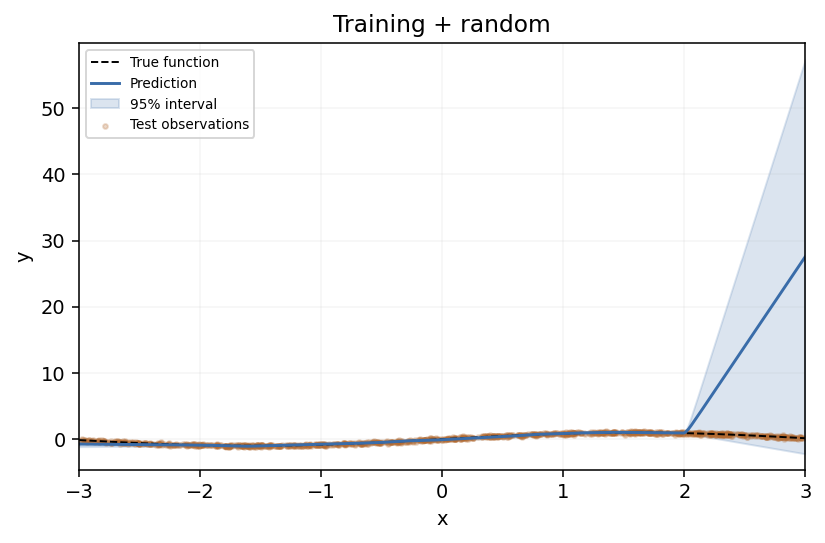 Training + random
True function
Prediction
95% interval
Test observations
y
50
40
30
20
10
0
−3 −2 −1 0 1 2 3
x